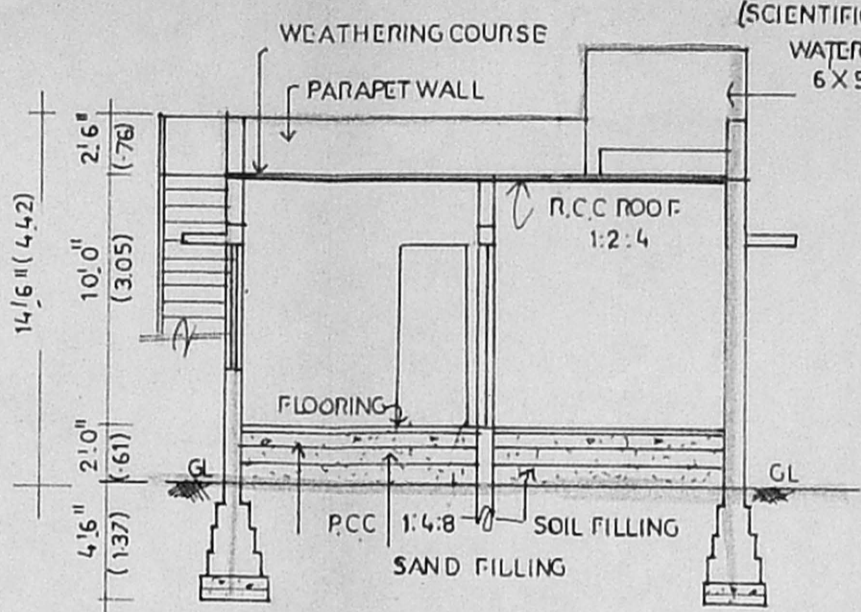 (SCIENTIFIC
WATER
6 X 5
WEATHERING COURSE
PARAPET WALL
2'6"
(.76)
14'6" (4.42)
10'0"
(3.05)
R.C.C ROOF
1:2:4
FLOORING
2'0"
(.61)
GL
GL
4'6"
(1.37)
P.C.C 1:4:8
SOIL FILLING
SAND FILLING